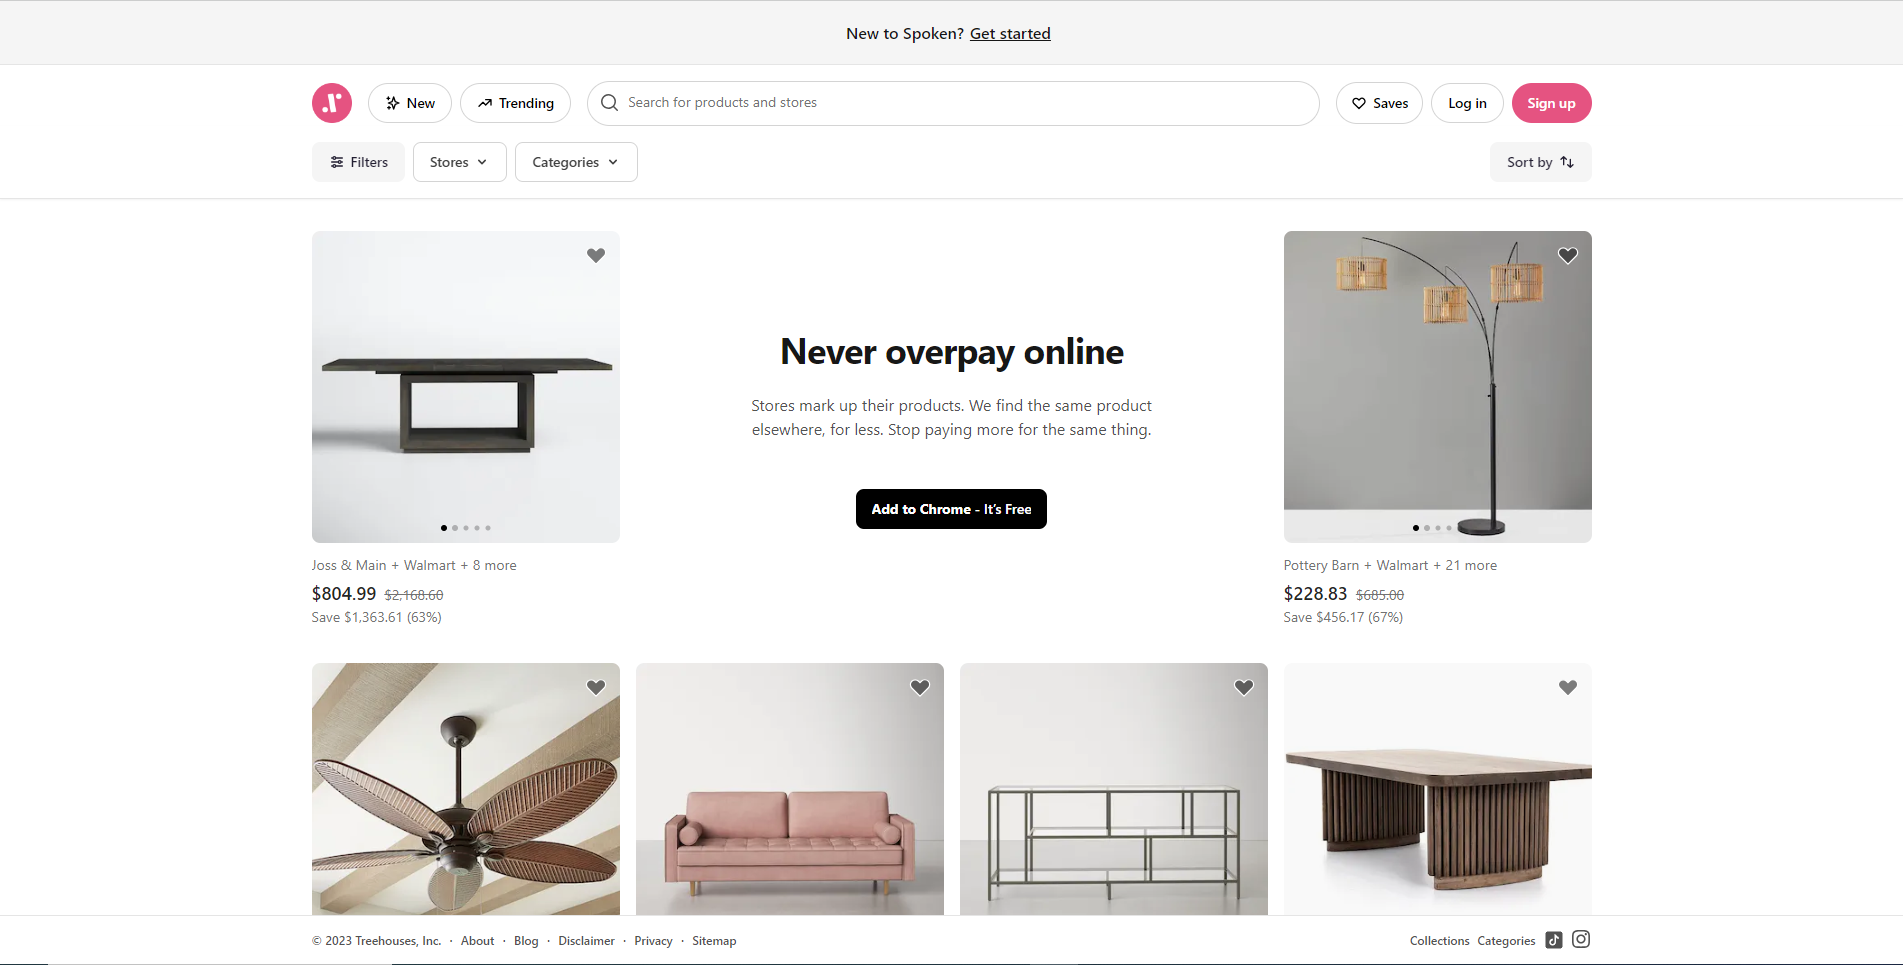 New to Spoken? Get started
New
Trending
Search for products and stores
Saves
Log in
Sign up
Filters
Stores
Categories
Sort by
Never overpay online
Stores mark up their products. We find the same product
elsewhere, for less. Stop paying more for the same thing.
Add to Chrome - It's Free
Joss & Main + Walmart + 8 more
$804.99 $2,168.60
Save $1,363.61 (63%)
Pottery Barn + Walmart + 21 more
$228.83 $685.00
Save $456.17 (67%)
© 2023 Treehouses, Inc. · About · Blog · Disclaimer · Privacy · Sitemap
Collections Categories